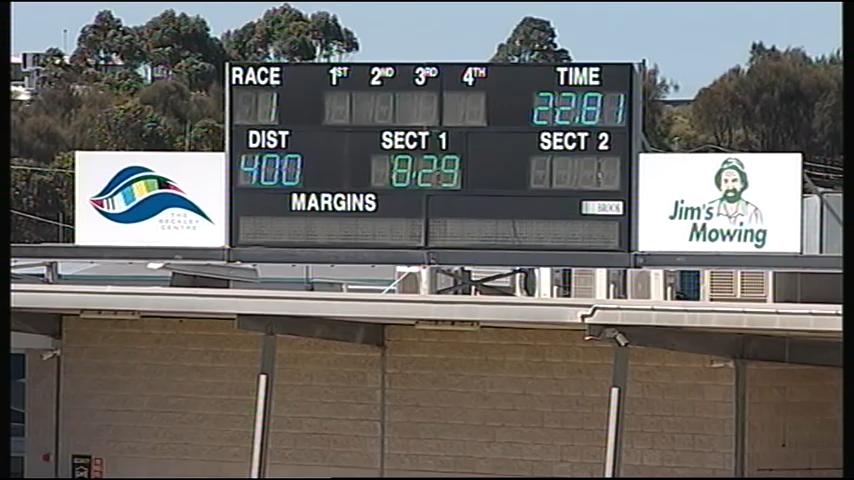 RACE 1ST 2ND 3RD 4TH TIME
1 22.81
DIST SECT 1 SECT 2
400 8.29
MARGINS
BROOK
THE
BECKLEY
CENTRE
Jim's
Mowing